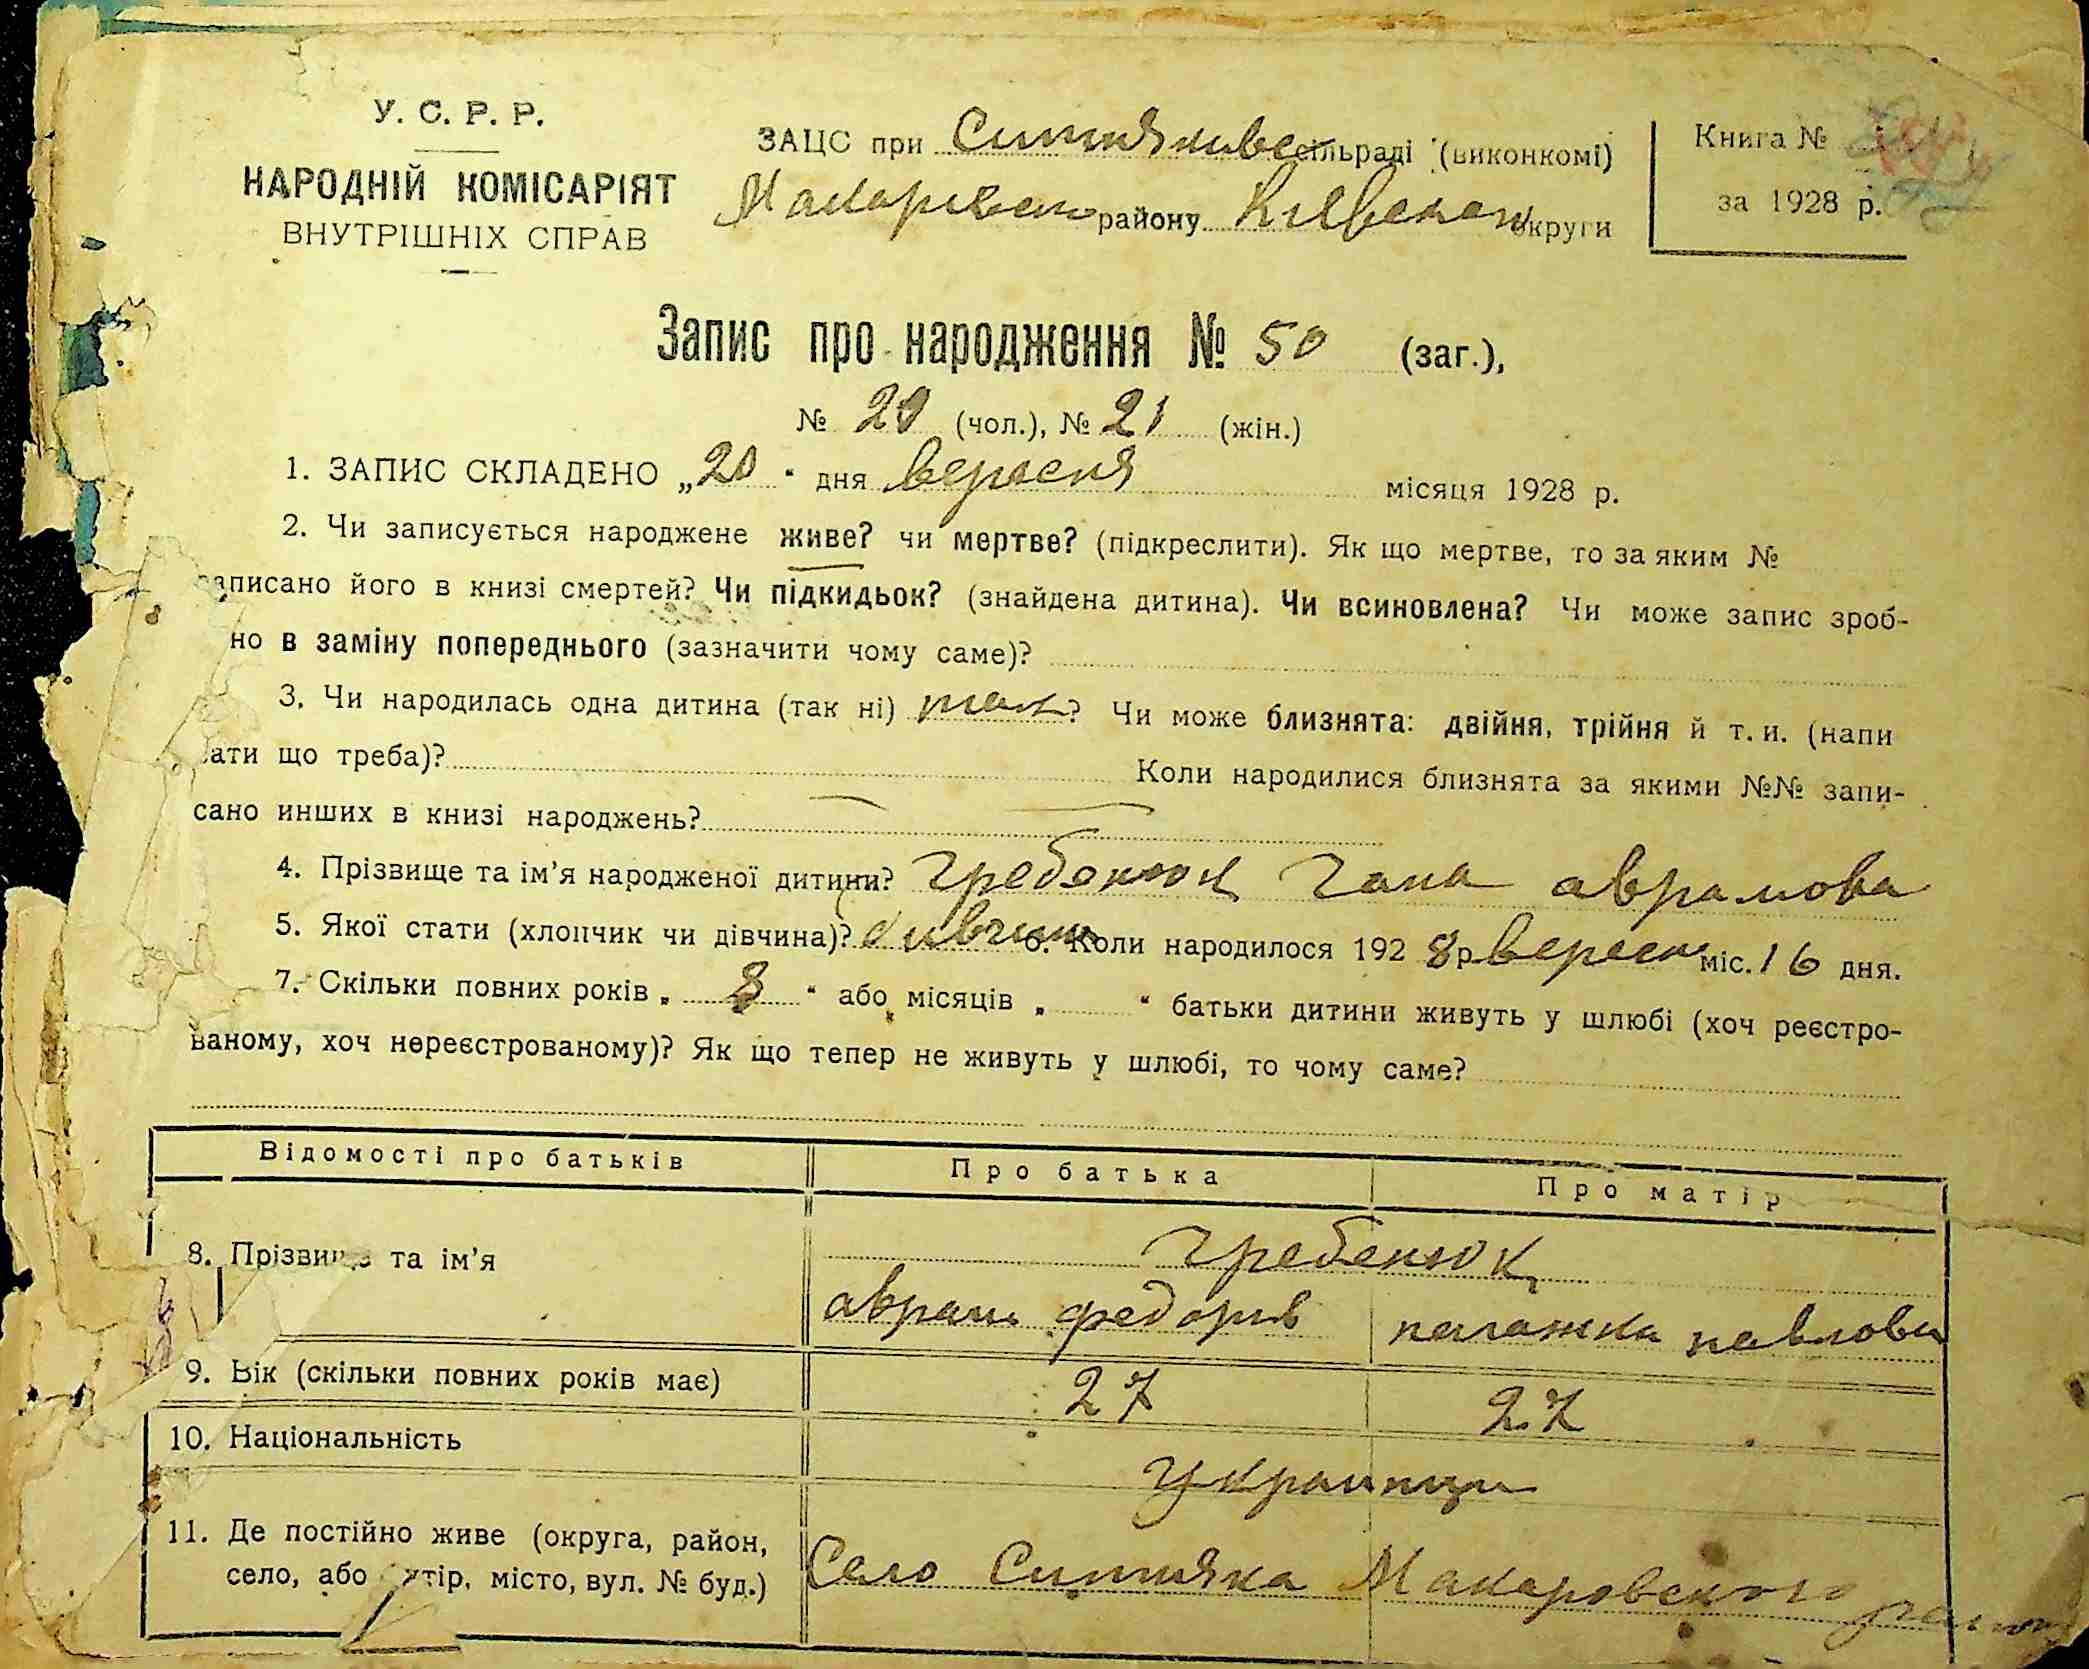 У. С. Р. Р.
НАРОДНІЙ КОМІСАРІЯТ
ВНУТРІШНІХ СПРАВ
ЗАЦС при Ситняківс сільраді (виконкомі)
району округи
Книга №
за 1928 р.
Запис про народження № 50 (заг.),
№ 20 (чол.), № 21 (жін.)
1. ЗАПИС СКЛАДЕНО „20“ дня вересня місяця 1928 р.
2. Чи записується народжене живе? чи мертве? (підкреслити). Як що мертве, то за яким №
записано його в книзі смертей? Чи підкидьок? (знайдена дитина). Чи всиновлена? Чи може запис зроб-
но в заміну попереднього (зазначити чому саме)?
3. Чи народилась одна дитина (так ні) так? Чи може близнята: двійня, трійня й т. и. (напи
сати що треба)? Коли народилися близнята за якими №№ запи-
сано инших в книзі народжень?
4. Прізвище та ім’я народженої дитини? Гребенюк Гана аврамова
5. Якої стати (хлопчик чи дівчина)? дивчина 6. Коли народилося 1928 р. вересня міс. 16 дня.
7. Скільки повних років „ 8 “ або місяців „ “ батьки дитини живуть у шлюбі (хоч реєстро-
ваному, хоч нереєстрованому)? Як що тепер не живуть у шлюбі, то чому саме?
Відомості про батьків Про батька Про матір
8. Прізвище та ім’я Гребенюк
аврам федорив палажка павлова
9. Вік (скільки повних років має) 27 27
10. Національність Украинци
11. Де постійно живе (округа, район,
село, або хутір, місто, вул. № буд.) Село Ситняки Макаровского